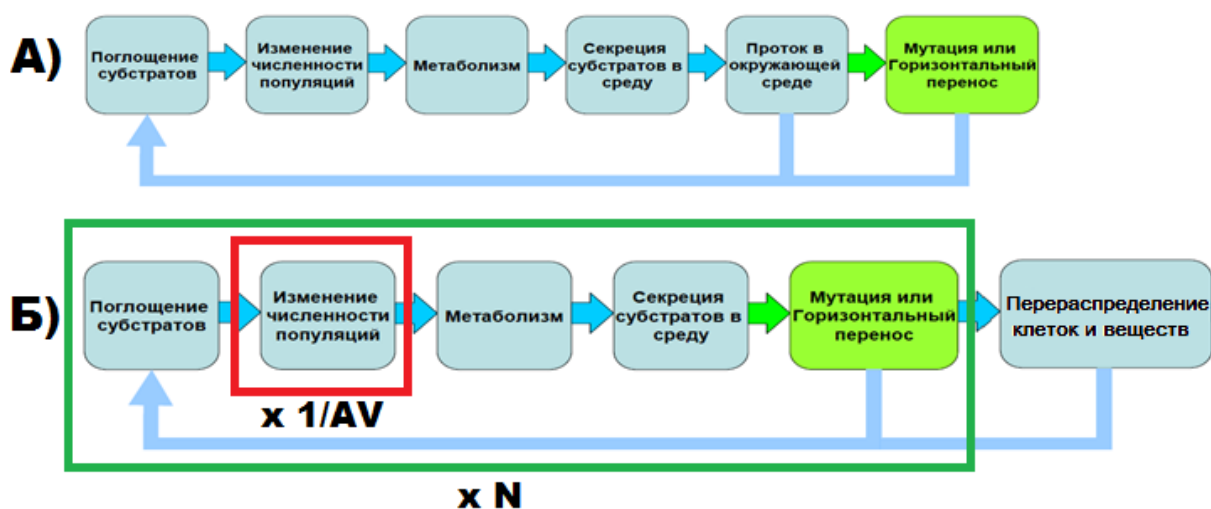 А)
Поглощение
субстратов
Изменение
численности
популяций
Метаболизм
Секреция
субстратов в
среду
Проток в
окружающей
среде
Мутация или
Горизонтальный
перенос
Б)
Поглощение
субстратов
Изменение
численности
популяций
Метаболизм
Секреция
субстратов в
среду
Мутация или
Горизонтальный
перенос
Перераспределение
клеток и веществ
x 1/AV
x N